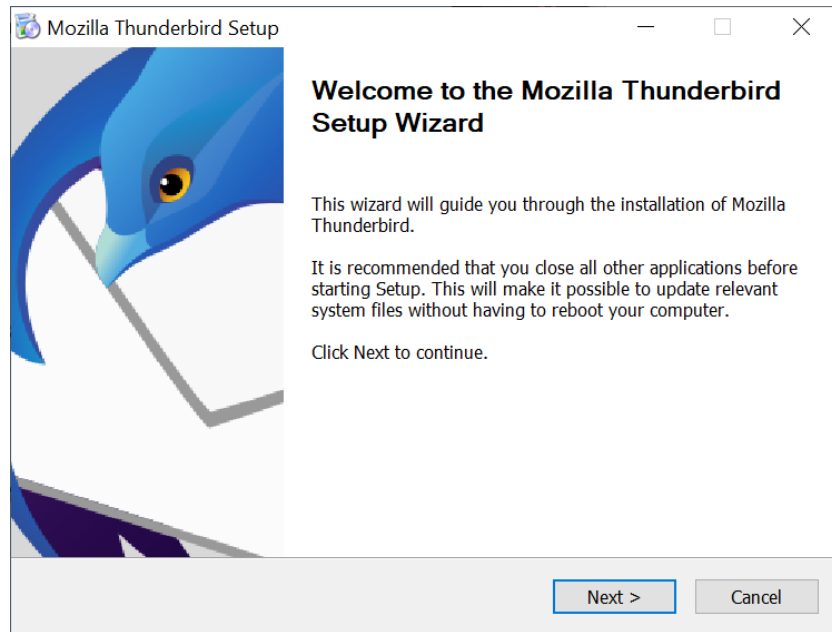 Mozilla Thunderbird Setup
Welcome to the Mozilla Thunderbird
Setup Wizard
This wizard will guide you through the installation of Mozilla
Thunderbird.
It is recommended that you close all other applications before
starting Setup. This will make it possible to update relevant
system files without having to reboot your computer.
Click Next to continue.
Next >
Cancel